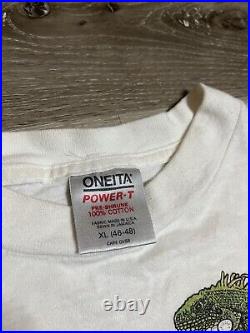 ONEITA
POWER-T
PRE-SHRUNK
100% COTTON
FABRIC MADE IN U.S.A.
SEWN IN JAMAICA
XL (46-48)
CARE OVER